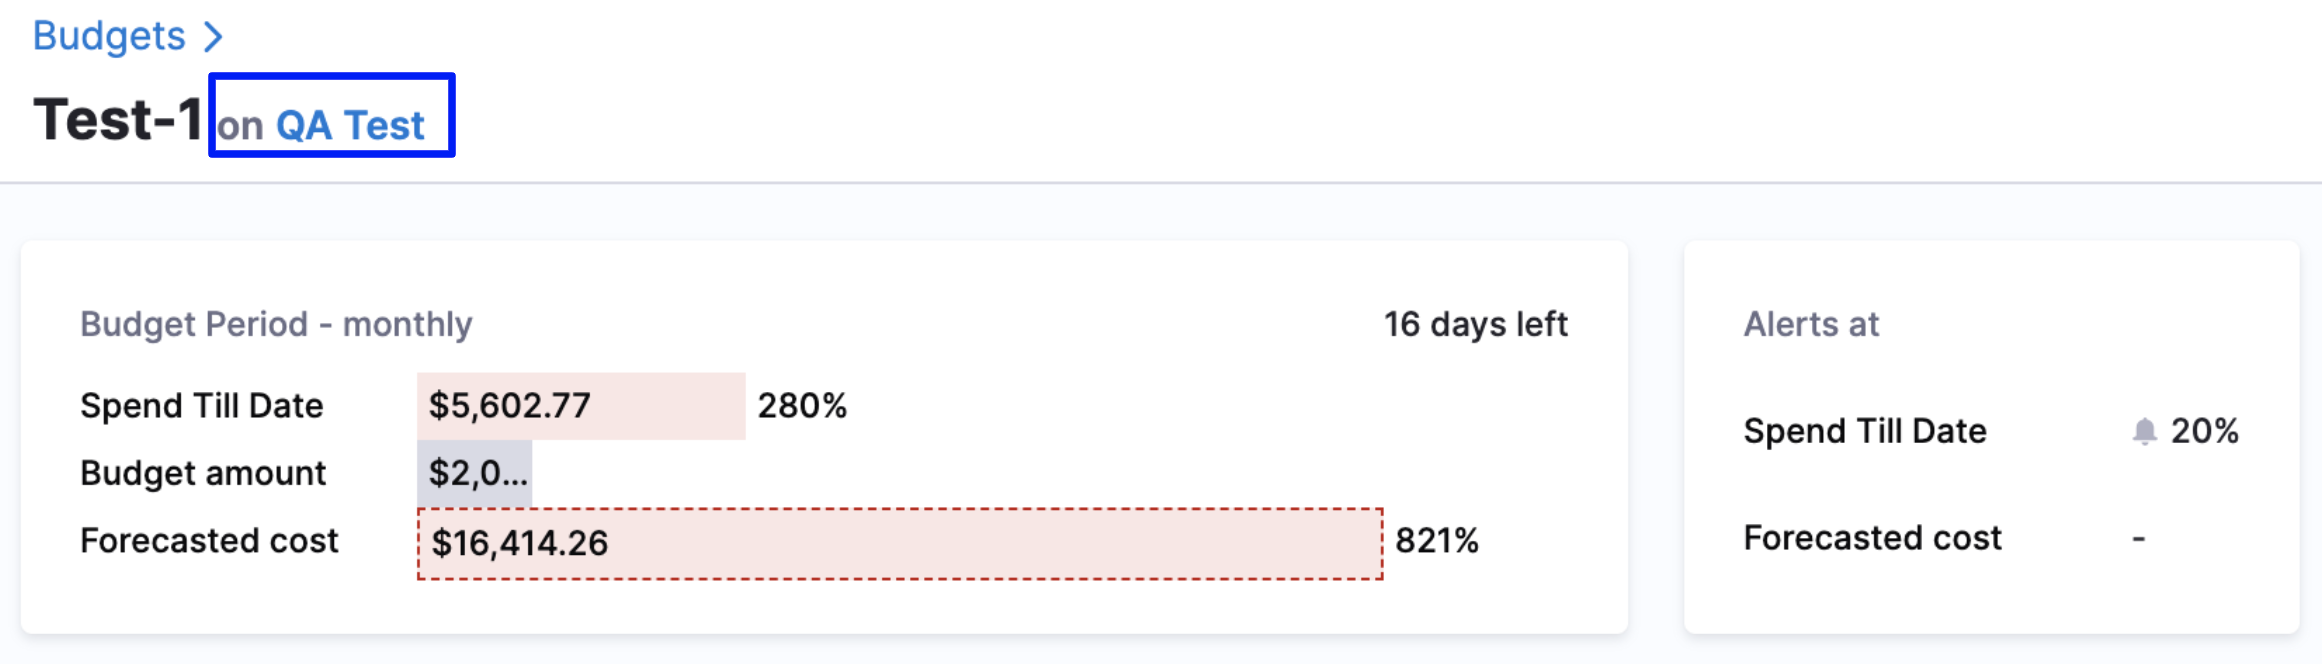 Budgets >
Test-1 on QA Test
Budget Period - monthly
16 days left
Spend Till Date $5,602.77 280%
Budget amount $2,0...
Forecasted cost $16,414.26 821%
Alerts at
Spend Till Date 20%
Forecasted cost -